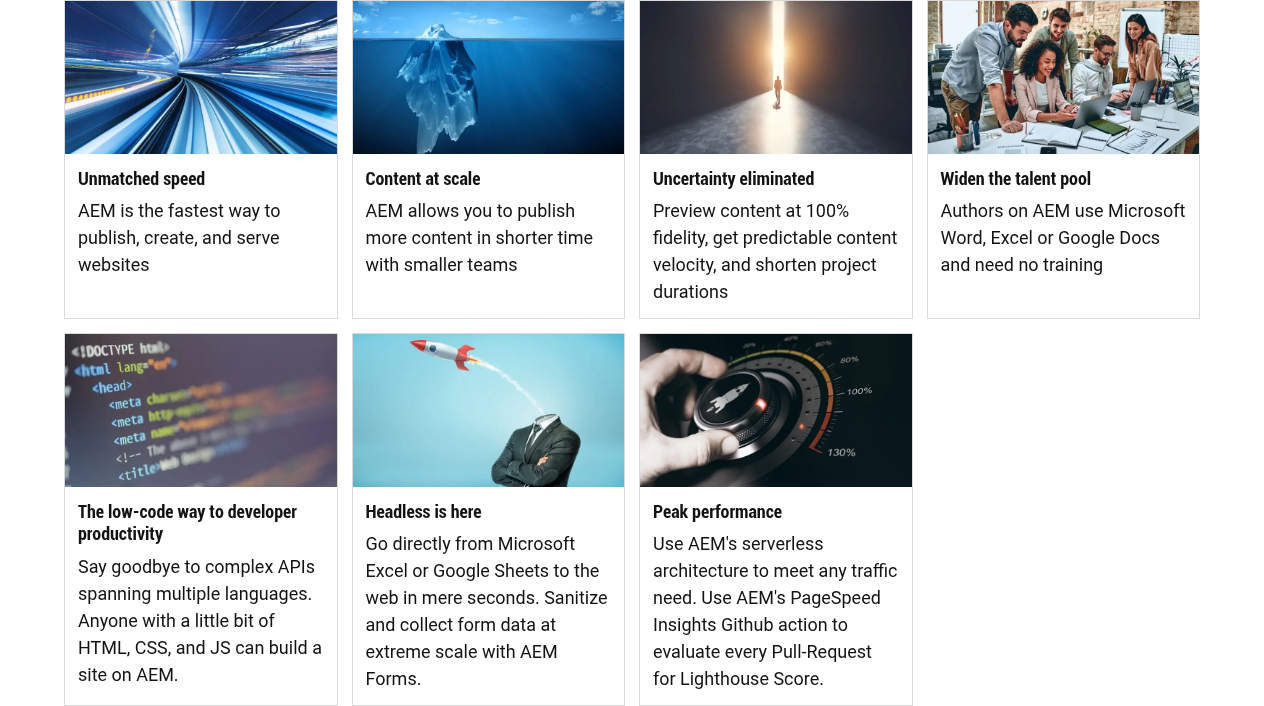 Unmatched speed
AEM is the fastest way to
publish, create, and serve
websites
Content at scale
AEM allows you to publish
more content in shorter time
with smaller teams
Uncertainty eliminated
Preview content at 100%
fidelity, get predictable content
velocity, and shorten project
durations
Widen the talent pool
Authors on AEM use Microsoft
Word, Excel or Google Docs
and need no training
<!DOCTYPE html>
<html lang="en">
<head>
<meta
<meta
<meta
<!-- The
<title>Web Design
The low-code way to developer
productivity
Say goodbye to complex APIs
spanning multiple languages.
Anyone with a little bit of
HTML, CSS, and JS can build a
site on AEM.
Headless is here
Go directly from Microsoft
Excel or Google Sheets to the
web in mere seconds. Sanitize
and collect form data at
extreme scale with AEM
Forms.
60%
80%
100%
130%
Peak performance
Use AEM's serverless
architecture to meet any traffic
need. Use AEM's PageSpeed
Insights Github action to
evaluate every Pull-Request
for Lighthouse Score.